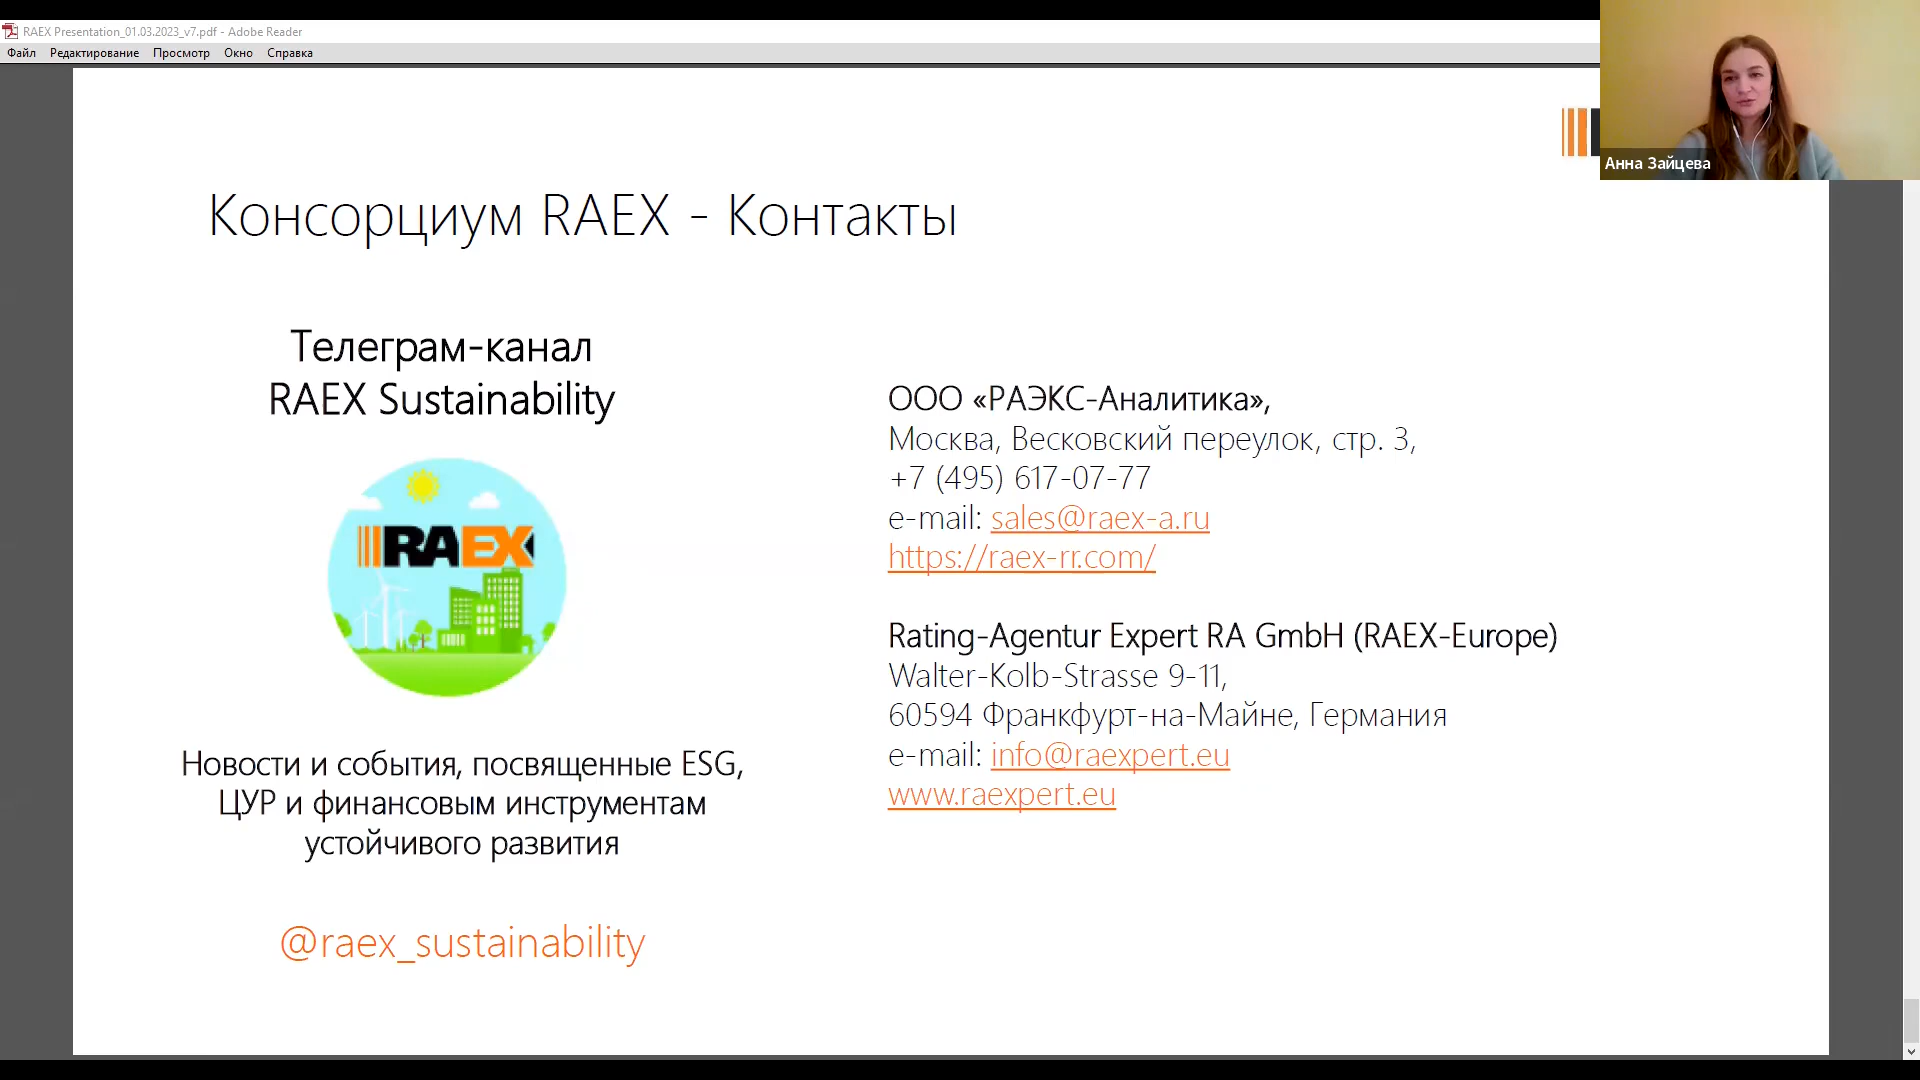 RAEX Presentation_01.03.2023_v7.pdf - Adobe Reader
Файл Редактирование Просмотр Окно Справка
Анна Зайцева
Консорциум RAEX - Контакты
Телеграм-канал
RAEX Sustainability
RAEX
Новости и события, посвященные ESG,
ЦУР и финансовым инструментам
устойчивого развития
@raex_sustainability
ООО «РАЭКС-Аналитика»,
Москва, Весковский переулок, стр. 3,
+7 (495) 617-07-77
e-mail: sales@raex-a.ru
https://raex-rr.com/
Rating-Agentur Expert RA GmbH (RAEX-Europe)
Walter-Kolb-Strasse 9-11,
60594 Франкфурт-на-Майне, Германия
e-mail: info@raexpert.eu
www.raexpert.eu